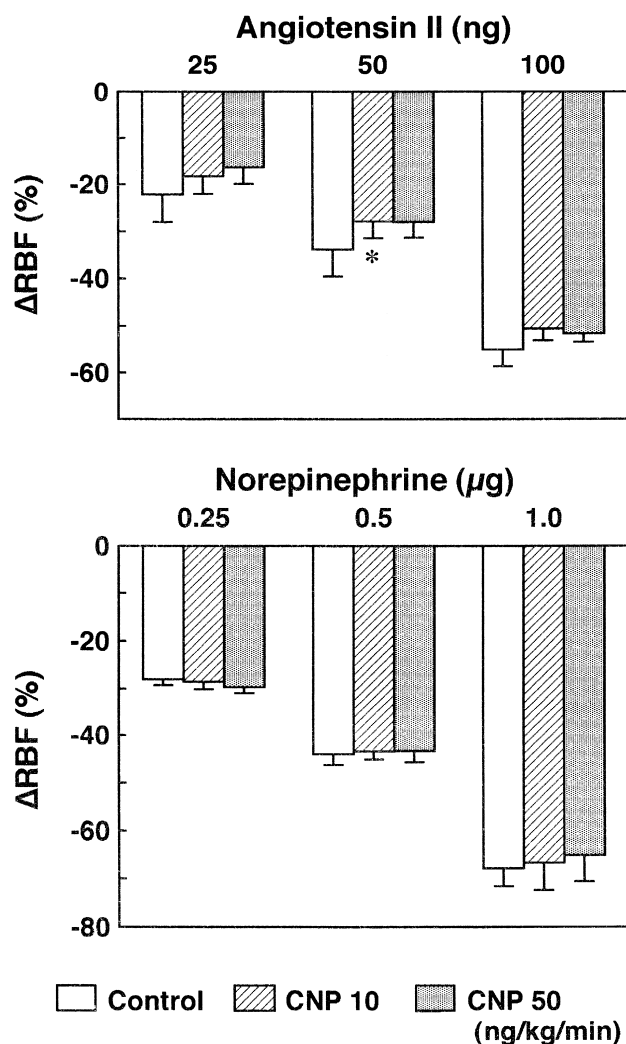 Angiotensin II (ng)
25 50 100
0
-20
-40
-60
ΔRBF (%)
*
Norepinephrine (μg)
0.25 0.5 1.0
0
-20
-40
-60
-80
ΔRBF (%)
Control CNP 10 CNP 50
(ng/kg/min)